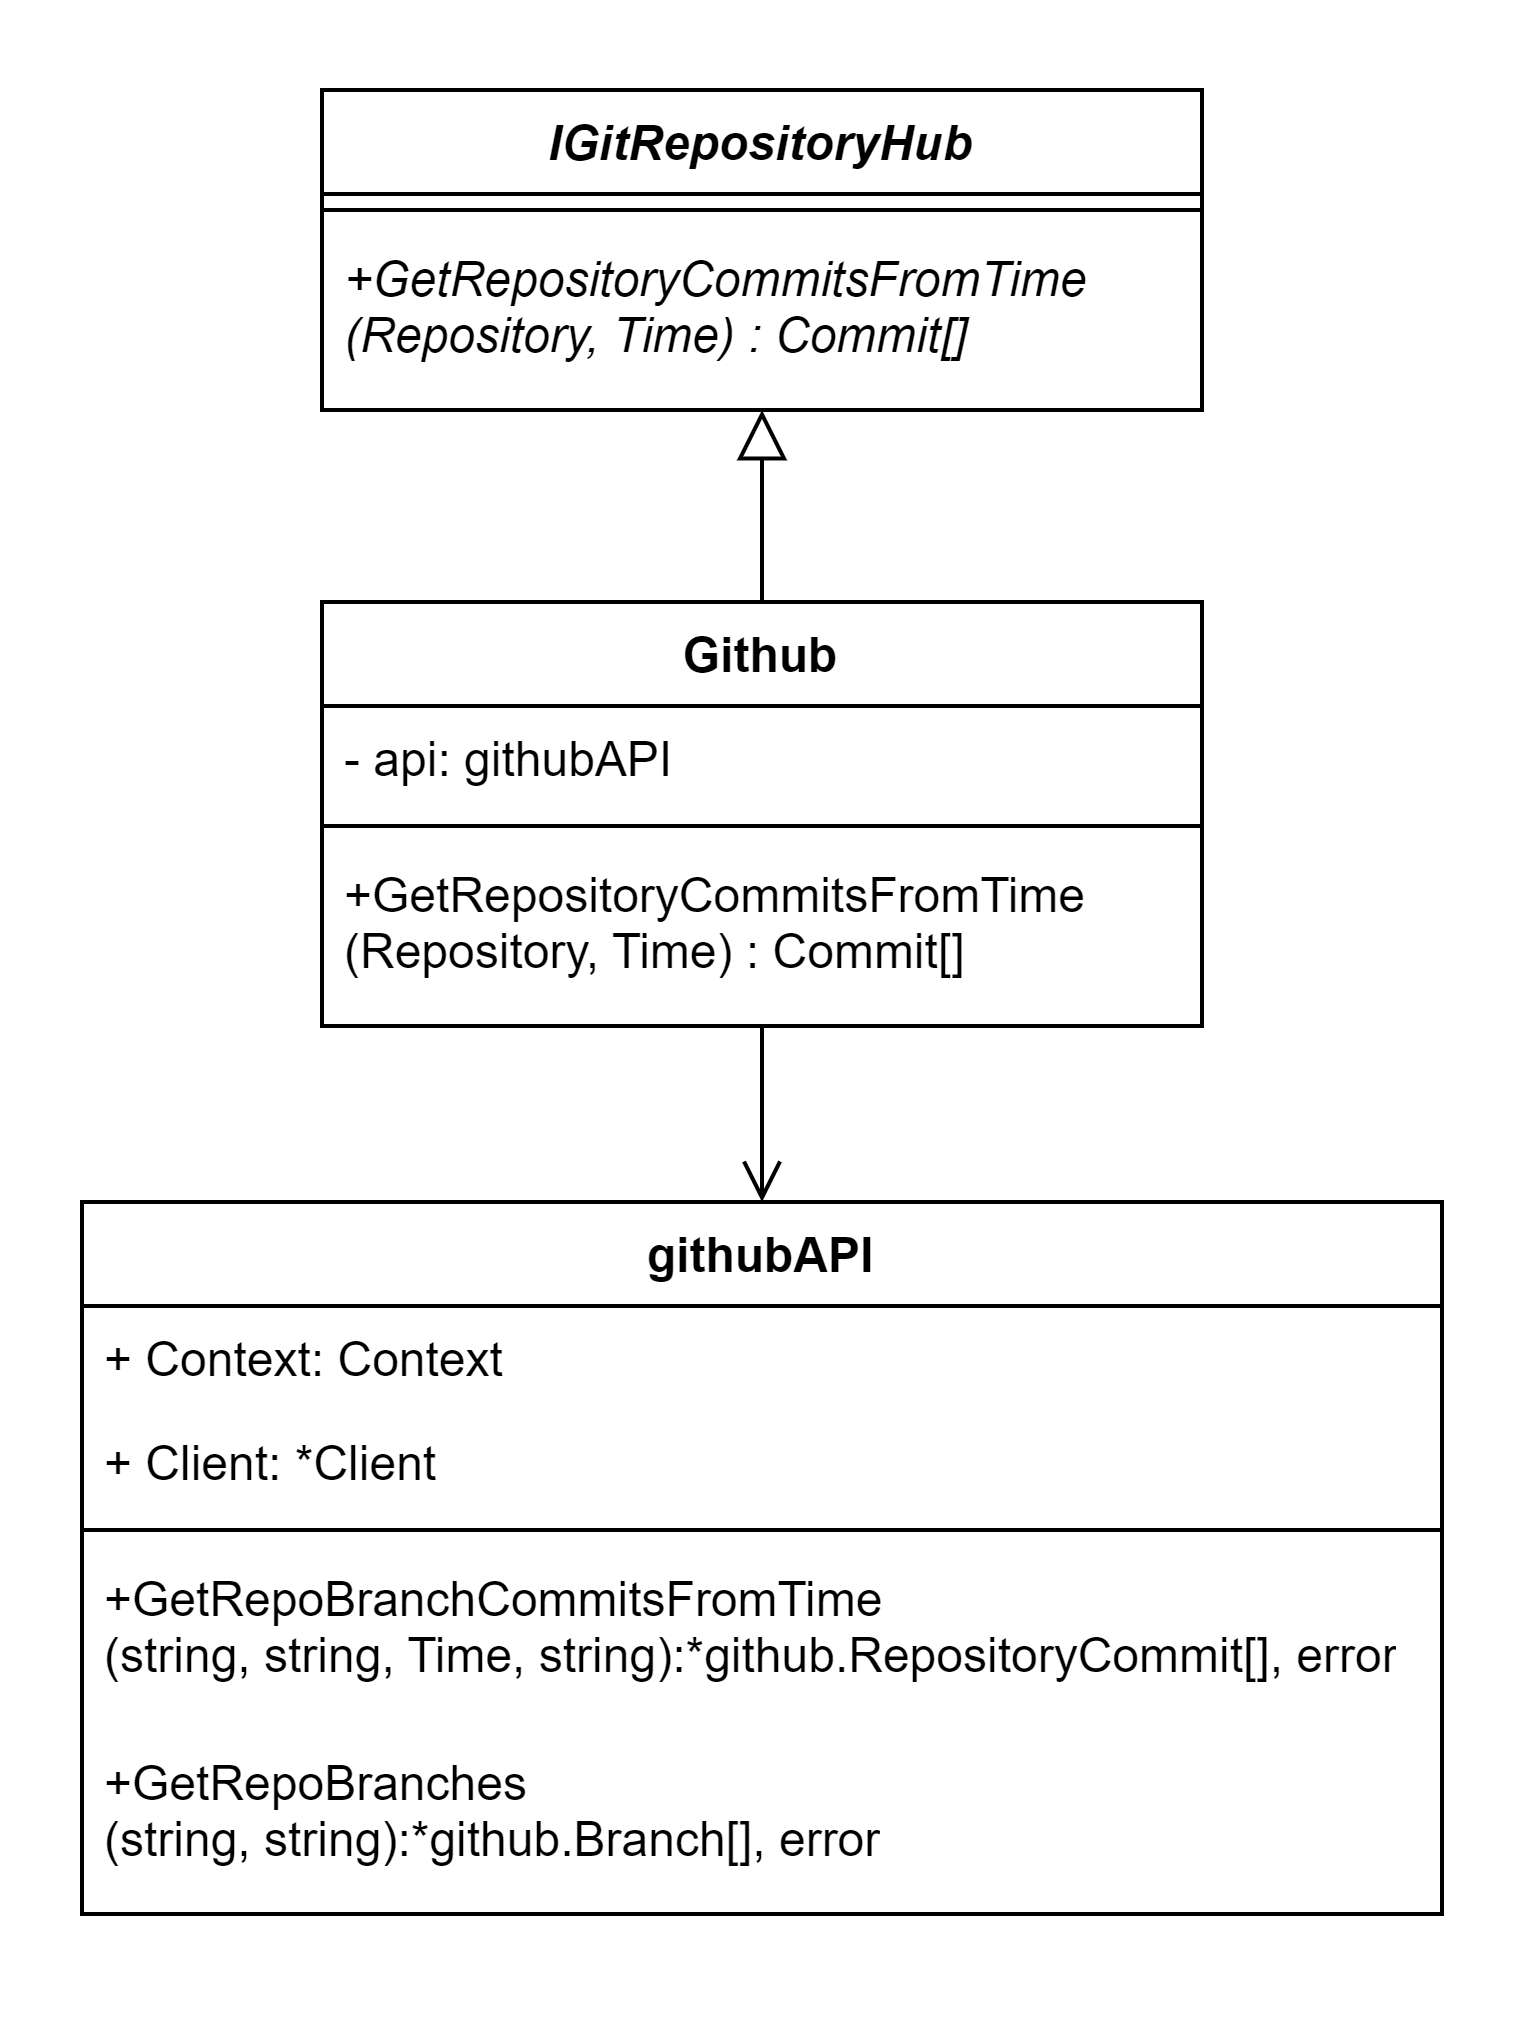 IGitRepositoryHub
+GetRepositoryCommitsFromTime
(Repository, Time) : Commit[]
Github
- api: githubAPI
+GetRepositoryCommitsFromTime
(Repository, Time) : Commit[]
githubAPI
+ Context: Context
+ Client: *Client
+GetRepoBranchCommitsFromTime
(string, string, Time, string):*github.RepositoryCommit[], error
+GetRepoBranches
(string, string):*github.Branch[], error